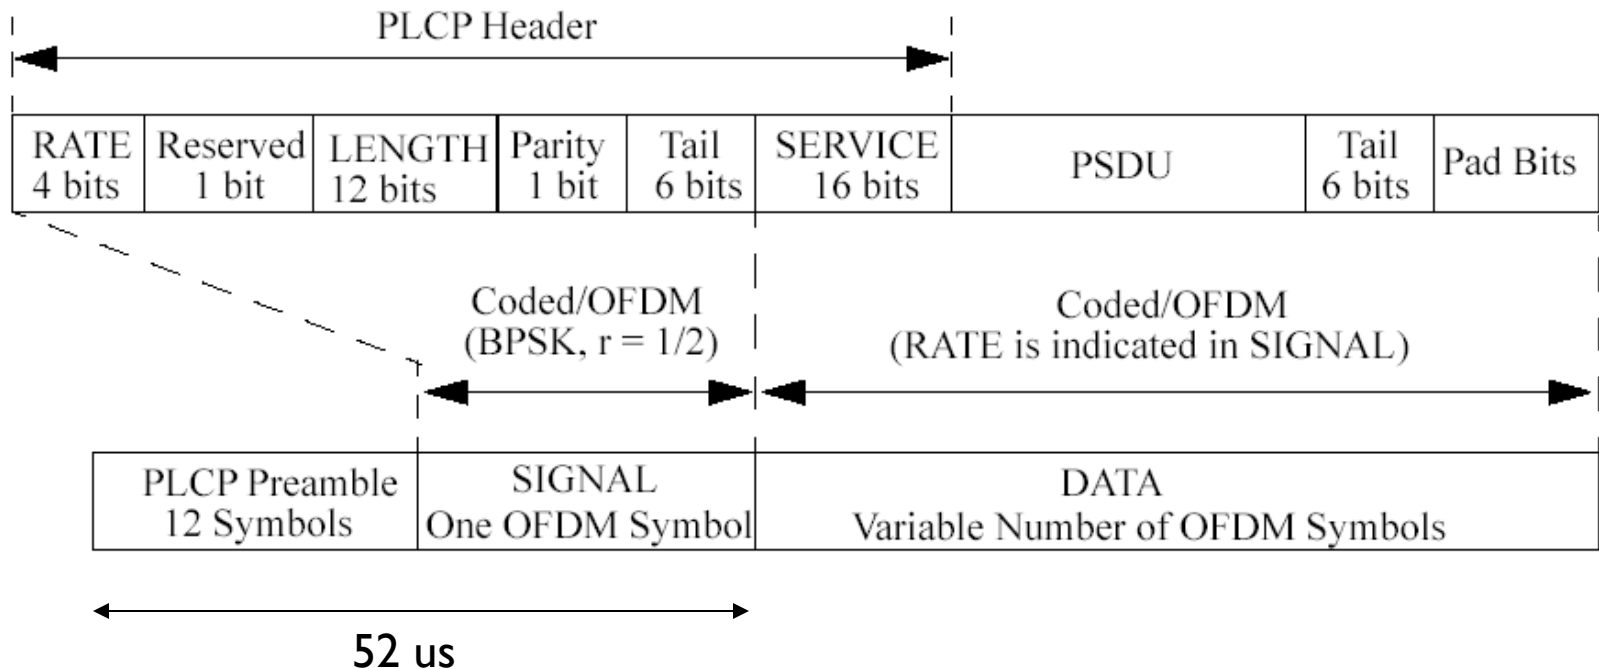 PLCP Header
RATE
4 bits
Reserved
1 bit
LENGTH
12 bits
Parity
1 bit
Tail
6 bits
SERVICE
16 bits
PSDU
Tail
6 bits
Pad Bits
Coded/OFDM
(BPSK, r = 1/2)
Coded/OFDM
(RATE is indicated in SIGNAL)
PLCP Preamble
12 Symbols
SIGNAL
One OFDM Symbol
DATA
Variable Number of OFDM Symbols
52 us